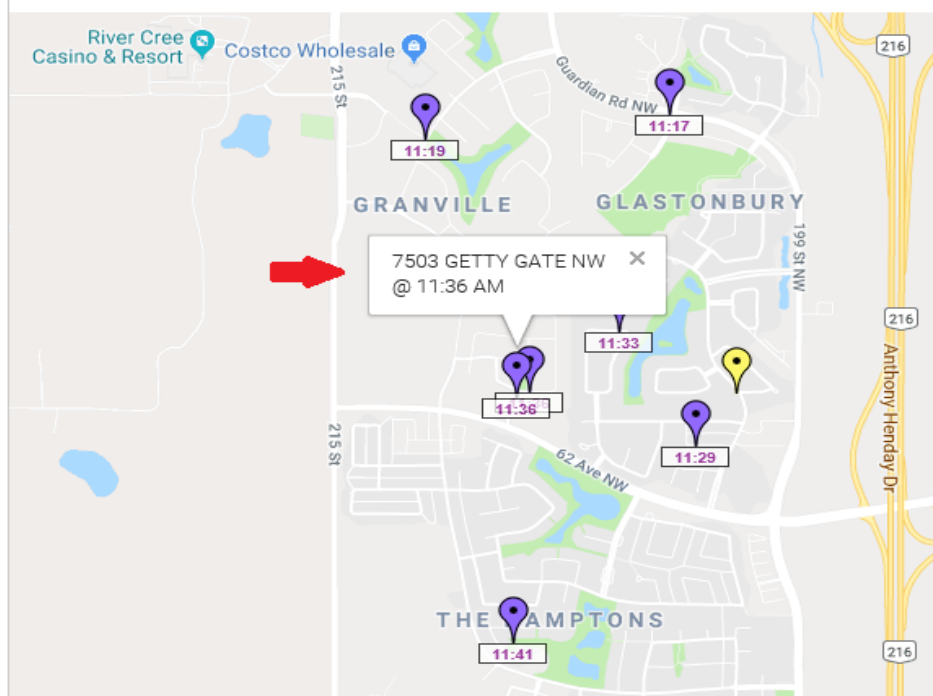 River Cree
Casino & Resort
Costco Wholesale
216
215 St
Guardian Rd NW
11:17
11:19
GRANVILLE
GLASTONBURY
199 St NW
7503 GETTY GATE NW
@ 11:36 AM
×
216
11:33
Anthony Henday Dr
11:36
215 St
11:29
62 Ave NW
THE HAMPTONS
11:41
216